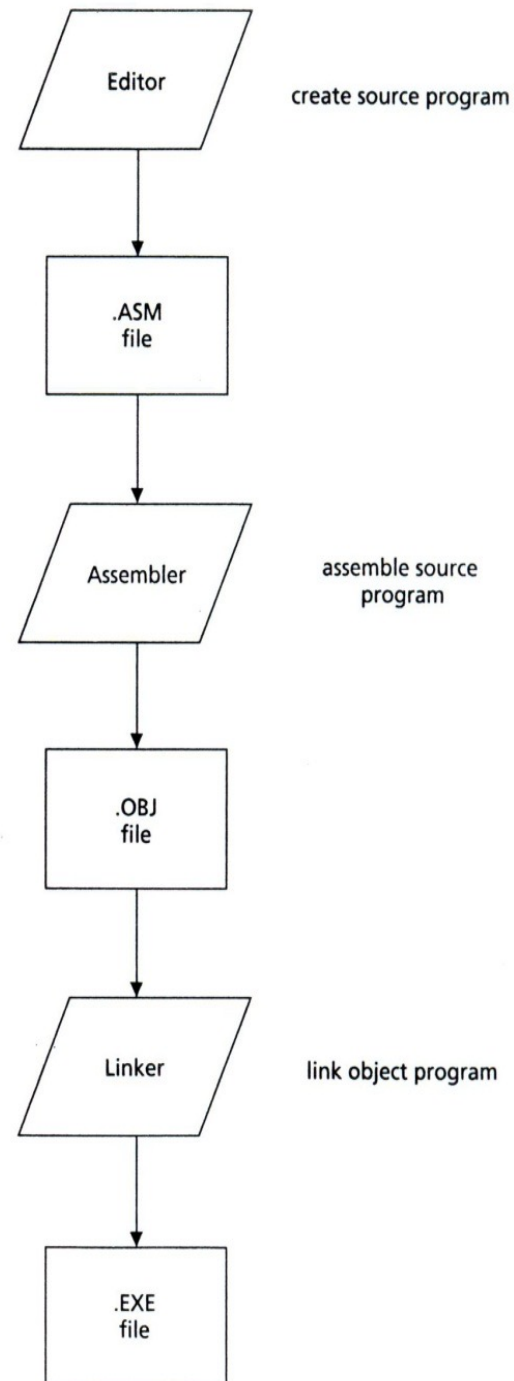 Editor
create source program
.ASM
file
Assembler
assemble source
program
.OBJ
file
Linker
link object program
.EXE
file